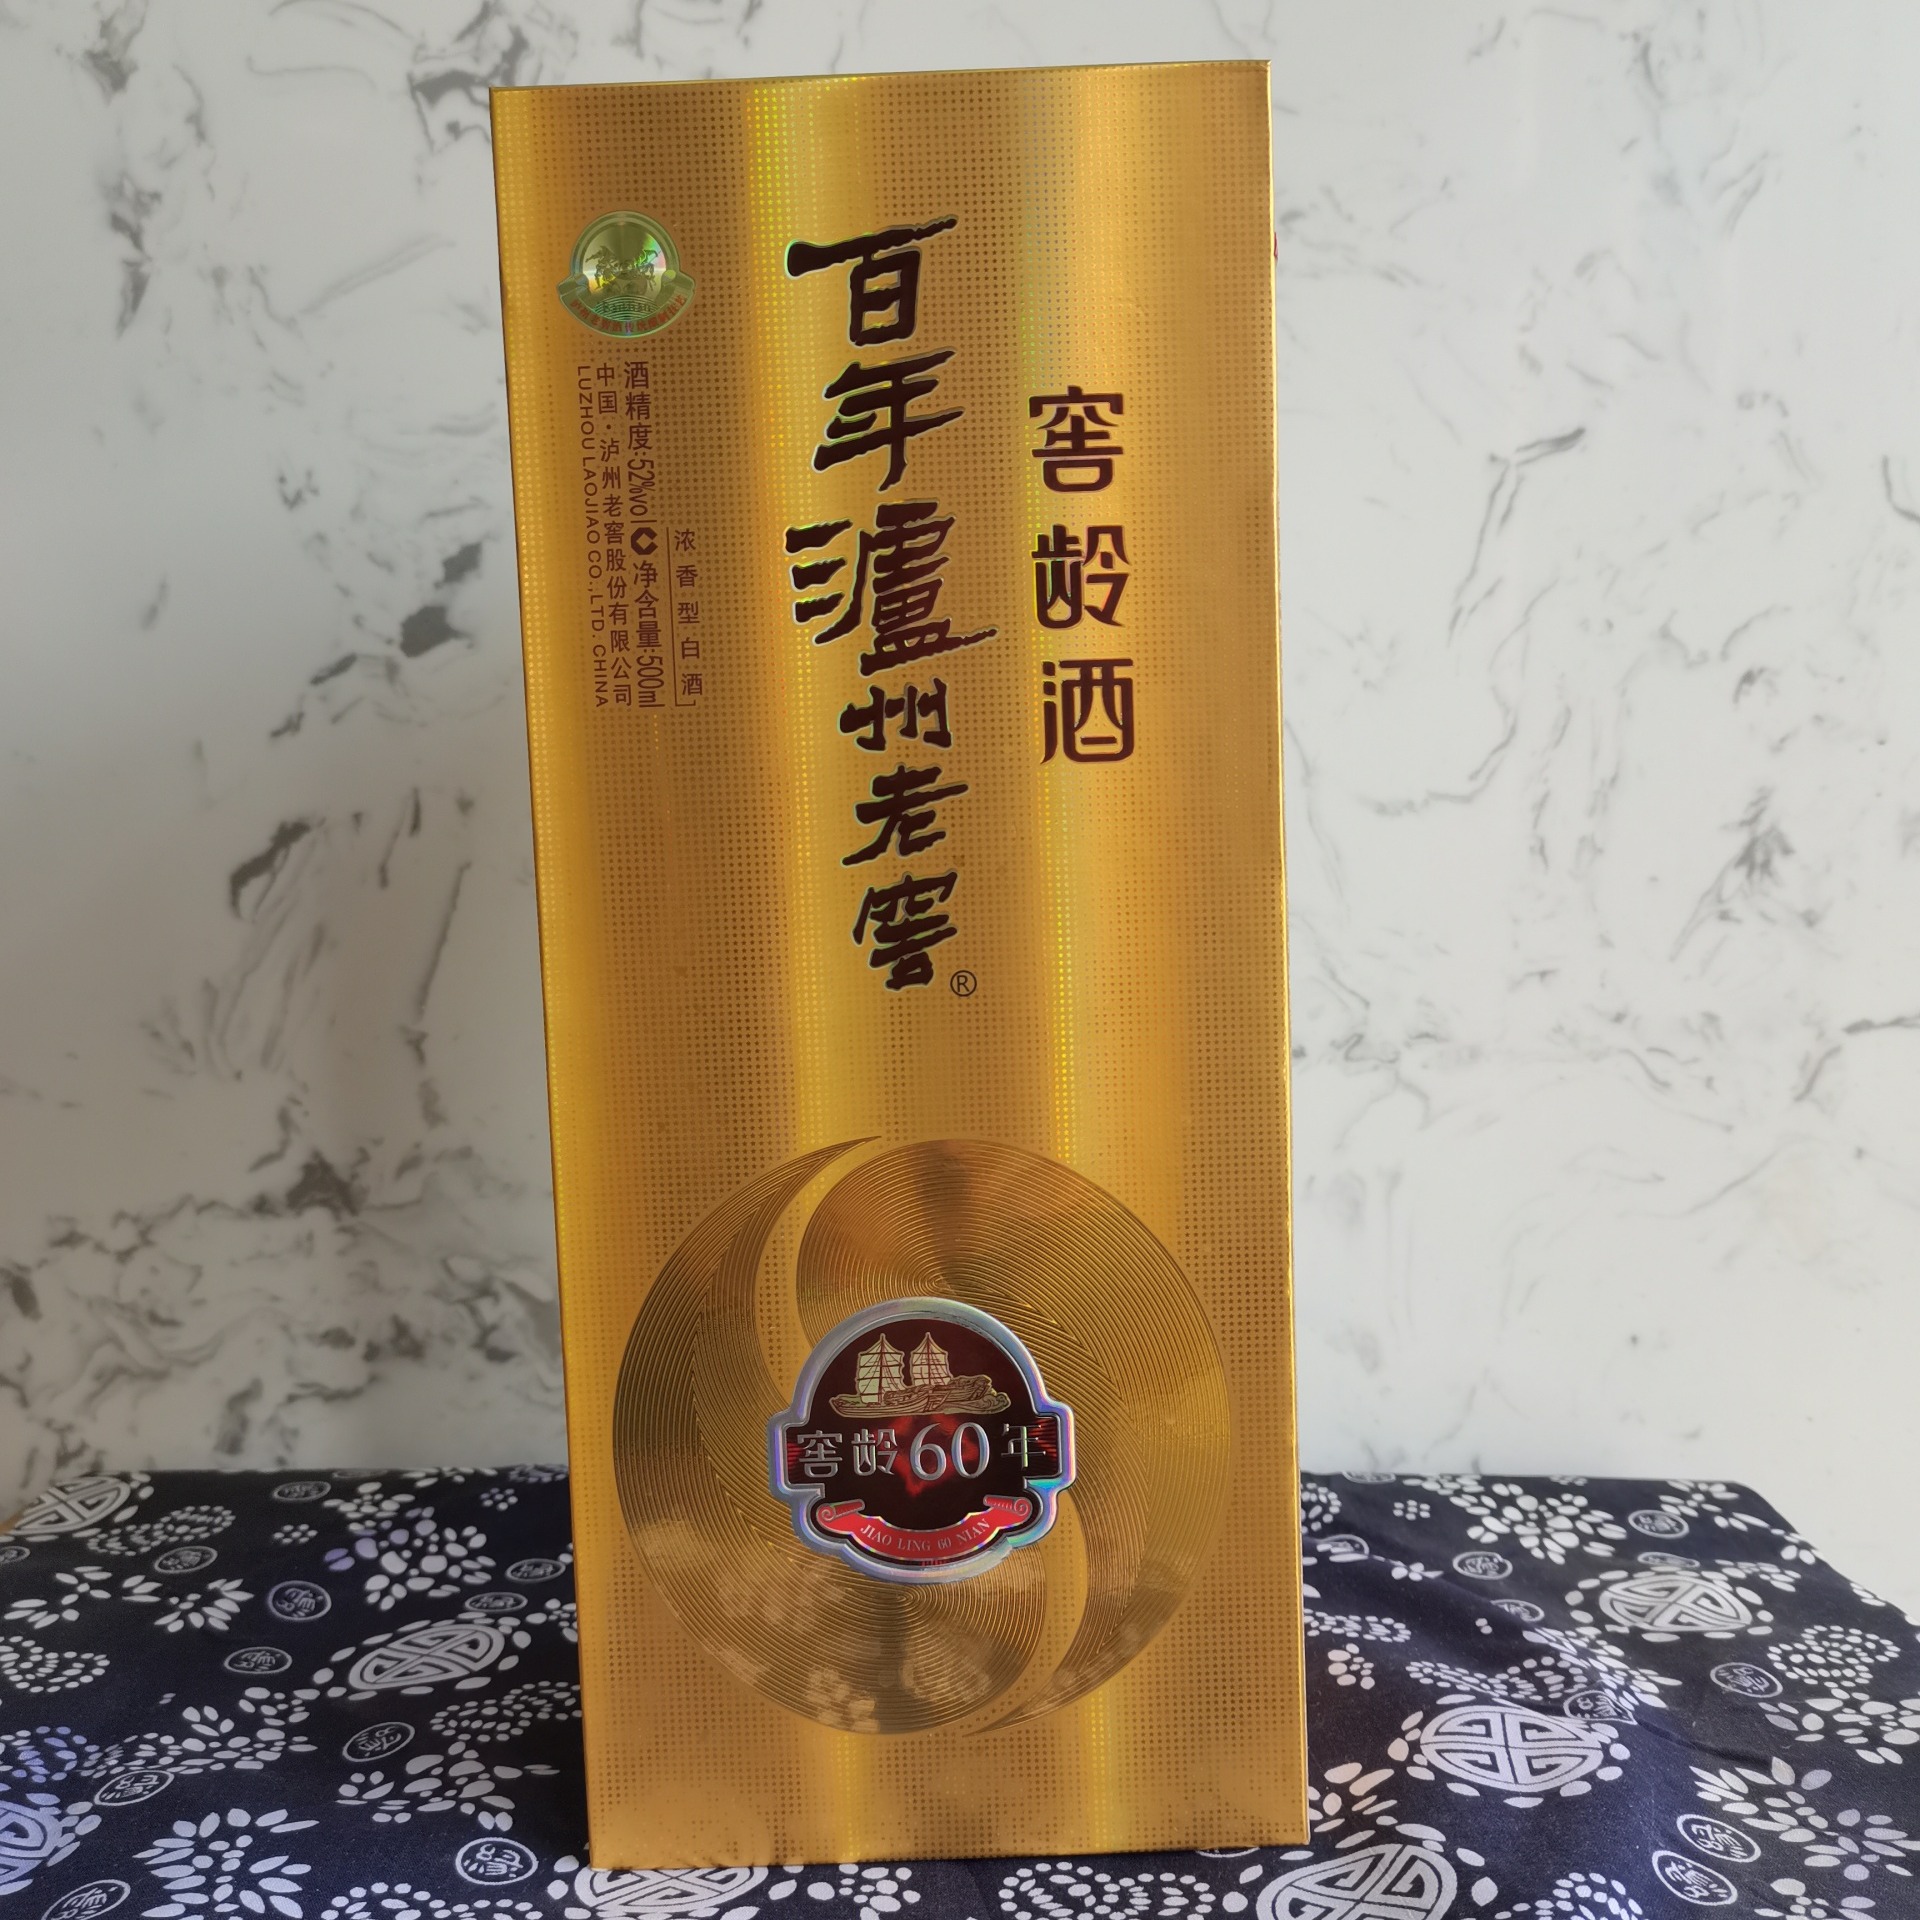 窖龄酒
百年泸州老窖®
浓香型白酒
酒精度:52%vol 净含量:500ml
中国·泸州老窖股份有限公司
LUZHOU LAOJIAO CO.,LTD. CHINA
窖龄60年
JIAO LING 60 NIAN